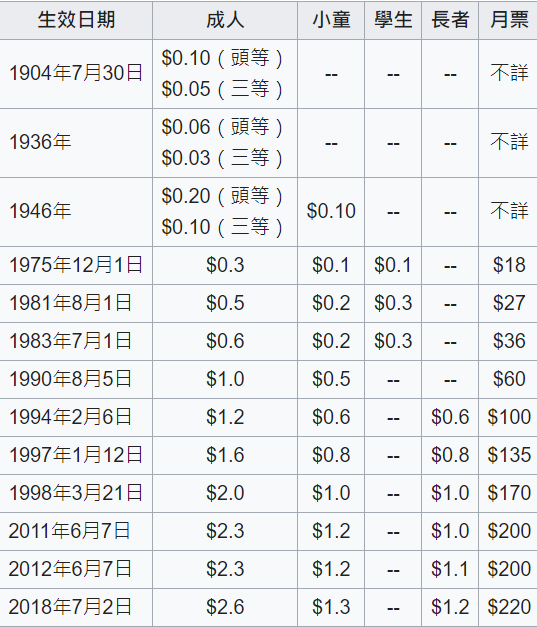 生效日期 成人 小童 學生 長者 月票
1904年7月30日 $0.10（頭等） $0.05（三等） -- -- -- 不詳
1936年 $0.06（頭等） $0.03（三等） -- -- -- 不詳
1946年 $0.20（頭等） $0.10（三等） $0.10 -- -- 不詳
1975年12月1日 $0.3 $0.1 $0.1 -- $18
1981年8月1日 $0.5 $0.2 $0.3 -- $27
1983年7月1日 $0.6 $0.2 $0.3 -- $36
1990年8月5日 $1.0 $0.5 -- -- $60
1994年2月6日 $1.2 $0.6 -- $0.6 $100
1997年1月12日 $1.6 $0.8 -- $0.8 $135
1998年3月21日 $2.0 $1.0 -- $1.0 $170
2011年6月7日 $2.3 $1.2 -- $1.0 $200
2012年6月7日 $2.3 $1.2 -- $1.1 $200
2018年7月2日 $2.6 $1.3 -- $1.2 $220